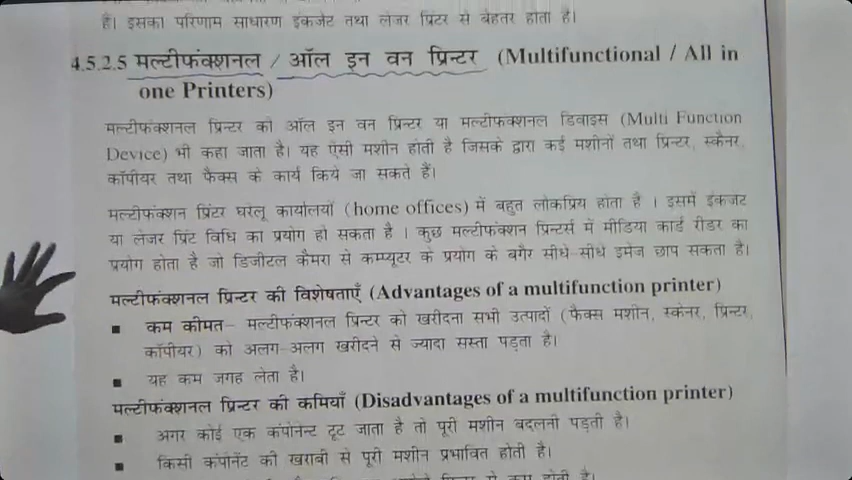 है। इसका परिणाम साधारण इंकजेट तथा लेजर प्रिंटर से बेहतर होता है।
4.5.2.5 मल्टीफंक्शनल / ऑल इन वन प्रिन्टर (Multifunctional / All in
one Printers)
मल्टीफंक्शनल प्रिन्टर को ऑल इन वन प्रिन्टर या मल्टीफंक्शनल डिवाइस (Multi Function
Device) भी कहा जाता है। यह ऐसी मशीन होती है जिसके द्वारा कई मशीनों तथा प्रिन्टर, स्कैनर,
कॉपीयर तथा फैक्स के कार्य किये जा सकते हैं।
मल्टीफंक्शन प्रिंटर घरेलू कार्यालयों (home offices) में बहुत लोकप्रिय होता है । इसमें इंकजेट
या लेजर प्रिंट विधि का प्रयोग हो सकता है । कुछ मल्टीफंक्शन प्रिन्टर्स में मीडिया कार्ड रीडर का
प्रयोग होता है जो डिजीटल कैमरा से कम्प्यूटर के प्रयोग के बगैर सीधे-सीधे इमेज छाप सकता है।
मल्टीफंक्शनल प्रिन्टर की विशेषताएँ (Advantages of a multifunction printer)
■ कम कीमत– मल्टीफंक्शनल प्रिन्टर को खरीदना सभी उत्पादों (फैक्स मशीन, स्केनर, प्रिन्टर,
कॉपीयर) को अलग-अलग खरीदने से ज्यादा सस्ता पड़ता है।
■ यह कम जगह लेता है।
मल्टीफंक्शनल प्रिन्टर की कमियाँ (Disadvantages of a multifunction printer)
■ अगर कोई एक कंपोनेन्ट टूट जाता है तो पूरी मशीन बदलनी पड़ती है।
■ किसी कंपोनेंट की खराबी से पूरी मशीन प्रभावित होती है।